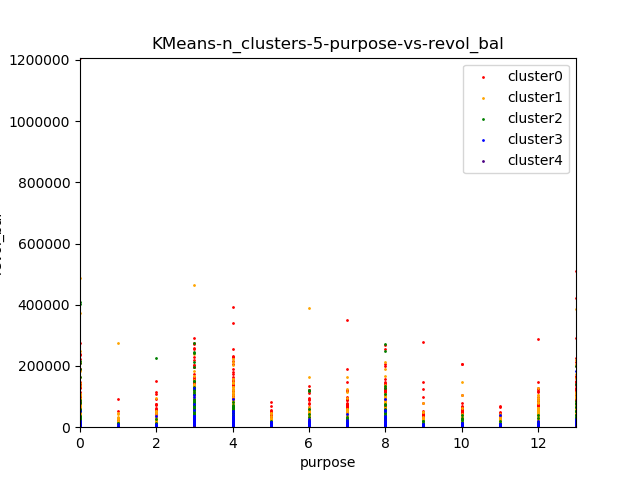 KMeans-n_clusters-5-purpose-vs-revol_bal
1200000
1000000
800000
600000
400000
200000
0
0 2 4 6 8 10 12
purpose
cluster0
cluster1
cluster2
cluster3
cluster4